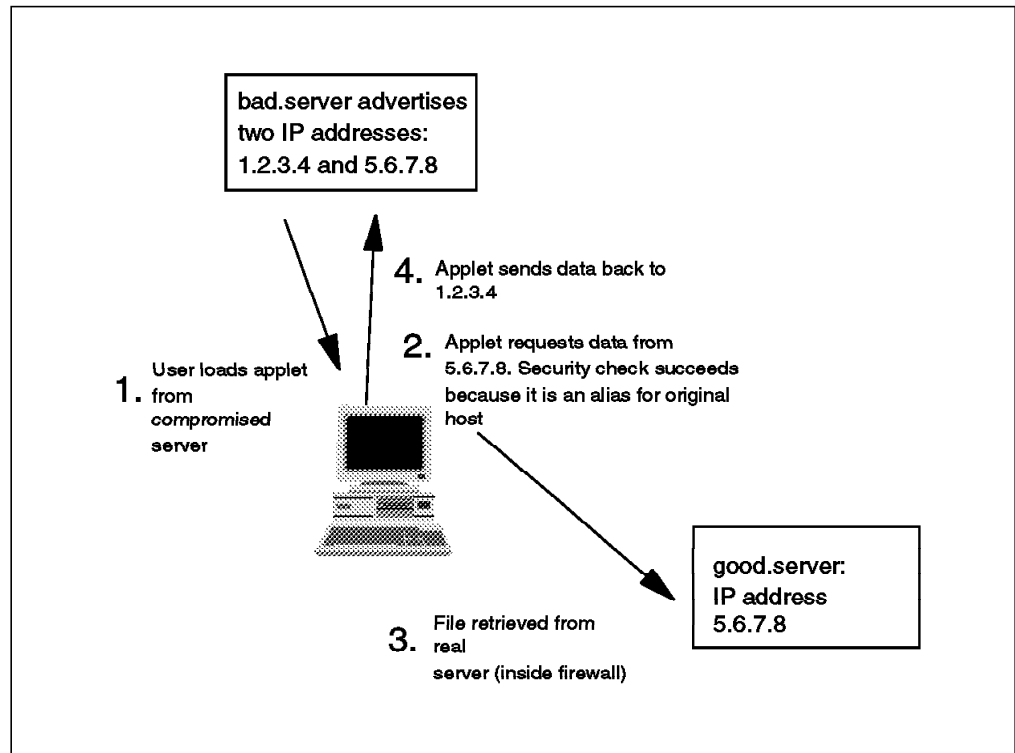 bad.server advertises
two IP addresses:
1.2.3.4 and 5.6.7.8
4. Applet sends data back to
1.2.3.4
2. Applet requests data from
5.6.7.8. Security check succeeds
because it is an alias for original
host
1. User loads applet
from
compromised
server
good.server:
IP address
5.6.7.8
3. File retrieved from
real
server (inside firewall)